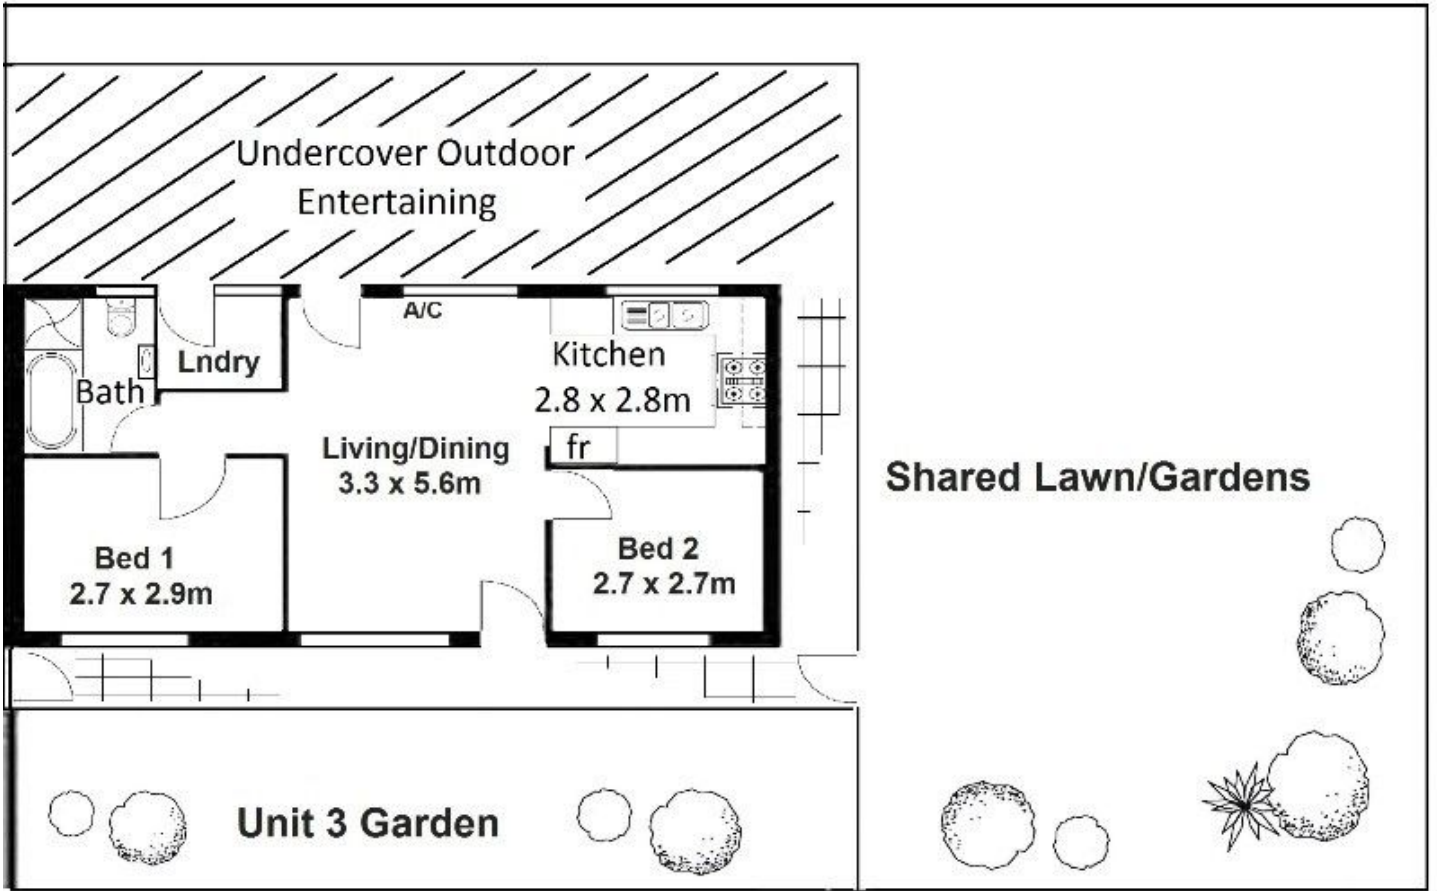 Undercover Outdoor
Entertaining
A/C
Lndry
Kitchen
2.8 x 2.8m
Bath
fr
Living/Dining
3.3 x 5.6m
Shared Lawn/Gardens
Bed 1
2.7 x 2.9m
Bed 2
2.7 x 2.7m
Unit 3 Garden